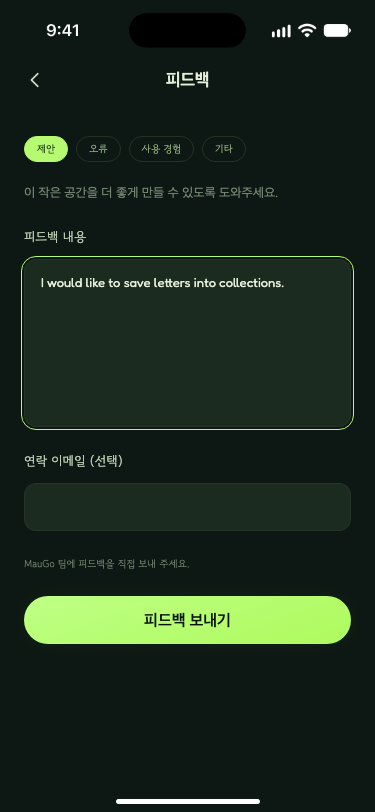 9:41
피드백
제안
오류
사용 경험
기타
이 작은 공간을 더 좋게 만들 수 있도록 도와주세요.
피드백 내용
I would like to save letters into collections.
연락 이메일 (선택)
MauGo 팀에 피드백을 직접 보내 주세요.
피드백 보내기